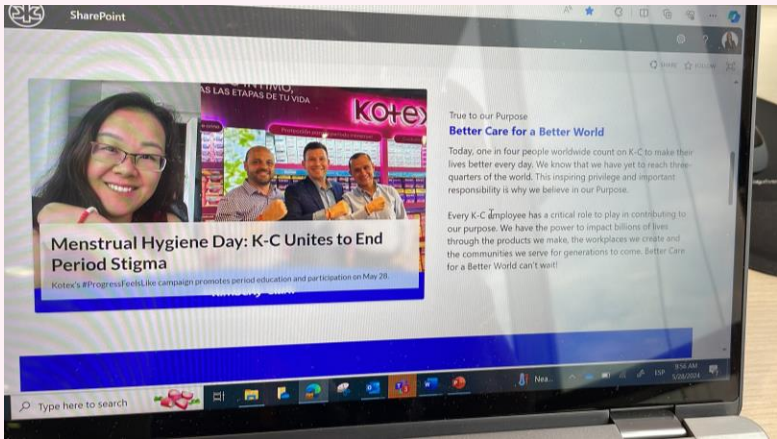 SharePoint
AS LAS ETAPAS DE TU VIDA
Kotex
True to our Purpose
Better Care for a Better World
Today, one in four people worldwide count on K-C to make their
lives better every day. We know that we have yet to reach three-
quarters of the world. This inspiring privilege and important
responsibility is why we believe in our Purpose.
Every K-C employee has a critical role to play in contributing to
our purpose. We have the power to impact billions of lives
through the products we make, the workplaces we create and
the communities we serve for generations to come. Better Care
for a Better World can't wait!
Menstrual Hygiene Day: K-C Unites to End
Period Stigma
Kotex's #ProgressFeelsLike campaign promotes period education and participation on May 28.
Type here to search
Nea...
ESP
9:56 AM
5/28/2024